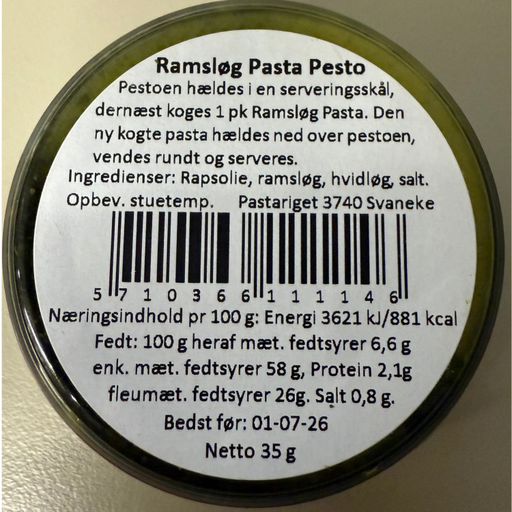 Ramsløg Pasta Pesto
Pestoen hældes i en serveringsskål,
dernæst koges 1 pk Ramsløg Pasta. Den
ny kogte pasta hældes ned over pestoen,
vendes rundt og serveres.
Ingredienser: Rapsolie, ramsløg, hvidløg, salt.
Opbev. stuetemp. Pastariget 3740 Svaneke
5 710366 111146
Næringsindhold pr 100 g: Energi 3621 kJ/881 kcal
Fedt: 100 g heraf mæt. fedtsyrer 6,6 g
enk. mæt. fedtsyrer 58 g, Protein 2,1g
fleumæt. fedtsyrer 26g. Salt 0,8 g.
Bedst før: 01-07-26
Netto 35 g